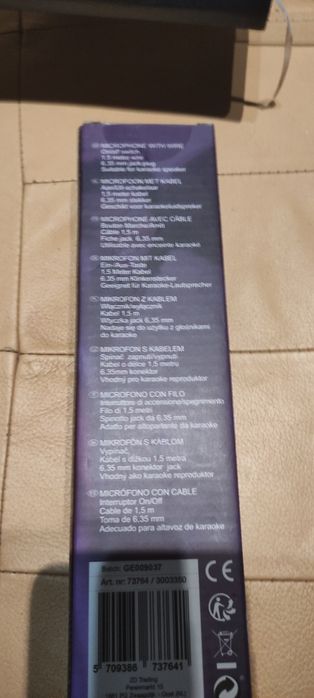 MICROPHONE WITH WIRE
On/off switch
1,5 meter wire
6,35 mm jack plug
Suitable for karaoke speaker
MICROFOON MET KABEL
Aan/Uit-schakelaar
1,5 meter kabel
6,35 mm stekker
Geschikt voor karaokeluidspreker
MICROPHONE AVEC CÂBLE
Bouton Marche/Arrêt
Câble 1,5 m
Fiche jack 6,35 mm
Utilisable avec enceinte karaoké
MIKROFON MIT KABEL
Ein-/Aus-Taste
1,5 Meter Kabel
6,35 mm Klinkenstecker
Geeignet für Karaoke-Lautsprecher
MIKROFON Z KABLEM
Włącznik/wyłącznik
Kabel 1,5 m
Wtyczka jack 6,35 mm
Nadaje się do użytku z głośnikami
do karaoke
MIKROFON S KABELEM
Spínač zapnutí/vypnutí
Kabel o délce 1,5 metru
6,35mm konektor
Vhodný pro karaoke reproduktor
MICROFONO CON FILO
Interruttore di accensione/spegnimento
Filo di 1,5 metri
Spinotto jack da 6,35 mm
Adatto per altoparlante da karaoke
MIKROFÓN S KÁBLOM
Vypínač
Kábel s dĺžkou 1,5 metra
6,35 mm konektor jack
Vhodný ako karaoke reproduktor
MICRÓFONO CON CABLE
Interruptor On/Off
Cable de 1,5 m
Toma de 6,35 mm
Adecuado para altavoz de karaoke
Batch: GE009037
Art. nr: 73764 / 3003350
5 709386 737641
2D Trading
CE